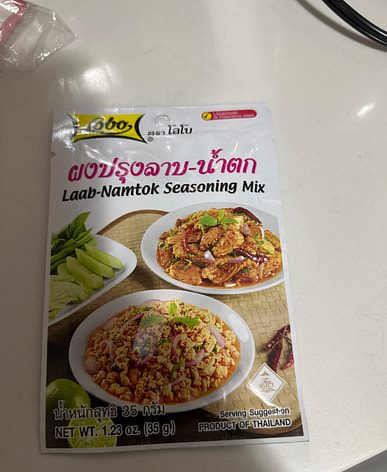 Lobo
® ตรา โลโบ
ผงปรุงลาบ-น้ำตก
Laab-Namtok Seasoning Mix
น้ำหนักสุทธิ 35 กรัม
NET WT. 1.23 oz. (35 g.)
Serving Suggestion
PRODUCT OF THAILAND